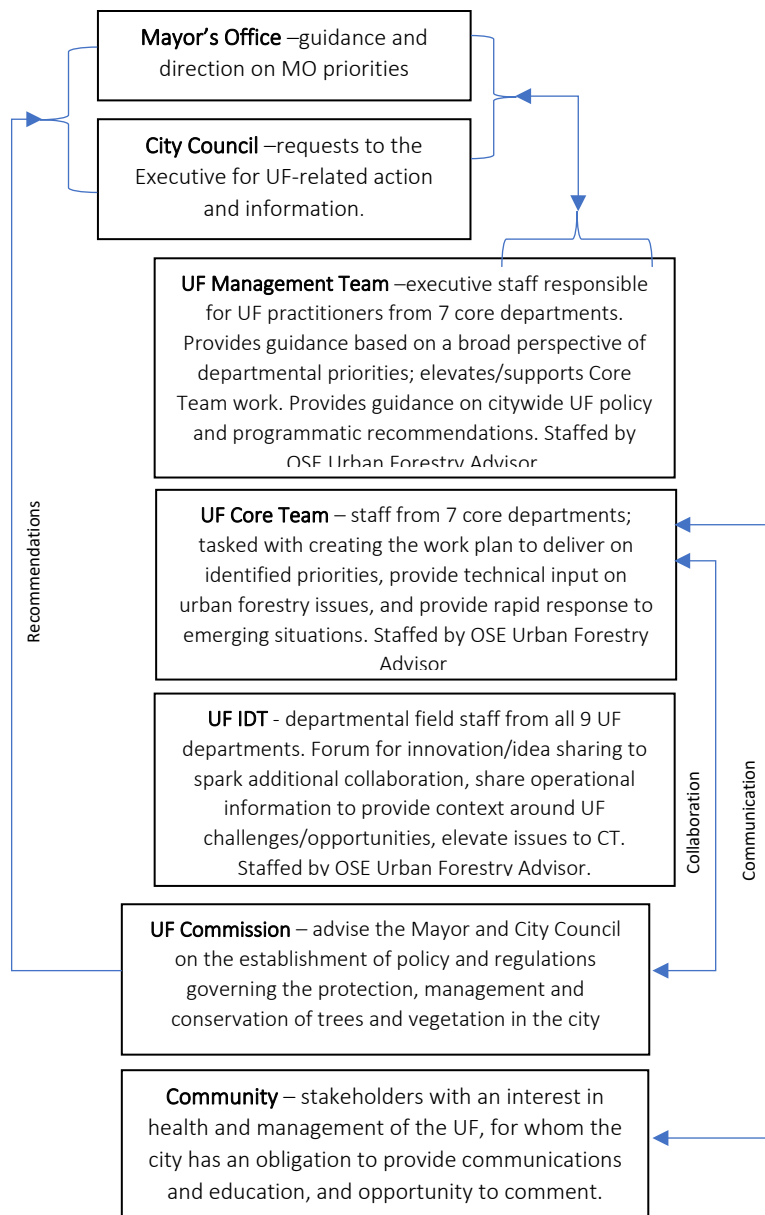 Mayor's Office –guidance and
direction on MO priorities
City Council –requests to the
Executive for UF-related action
and information.
UF Management Team –executive staff responsible
for UF practitioners from 7 core departments.
Provides guidance based on a broad perspective of
departmental priorities; elevates/supports Core
Team work. Provides guidance on citywide UF policy
and programmatic recommendations. Staffed by
OSE Urban Forestry Advisor
UF Core Team – staff from 7 core departments;
tasked with creating the work plan to deliver on
identified priorities, provide technical input on
urban forestry issues, and provide rapid response to
emerging situations. Staffed by OSE Urban Forestry
Advisor
UF IDT - departmental field staff from all 9 UF
departments. Forum for innovation/idea sharing to
spark additional collaboration, share operational
information to provide context around UF
challenges/opportunities, elevate issues to CT.
Staffed by OSE Urban Forestry Advisor.
UF Commission – advise the Mayor and City Council
on the establishment of policy and regulations
governing the protection, management and
conservation of trees and vegetation in the city
Community – stakeholders with an interest in
health and management of the UF, for whom the
city has an obligation to provide communications
and education, and opportunity to comment.
Recommendations
Collaboration
Communication